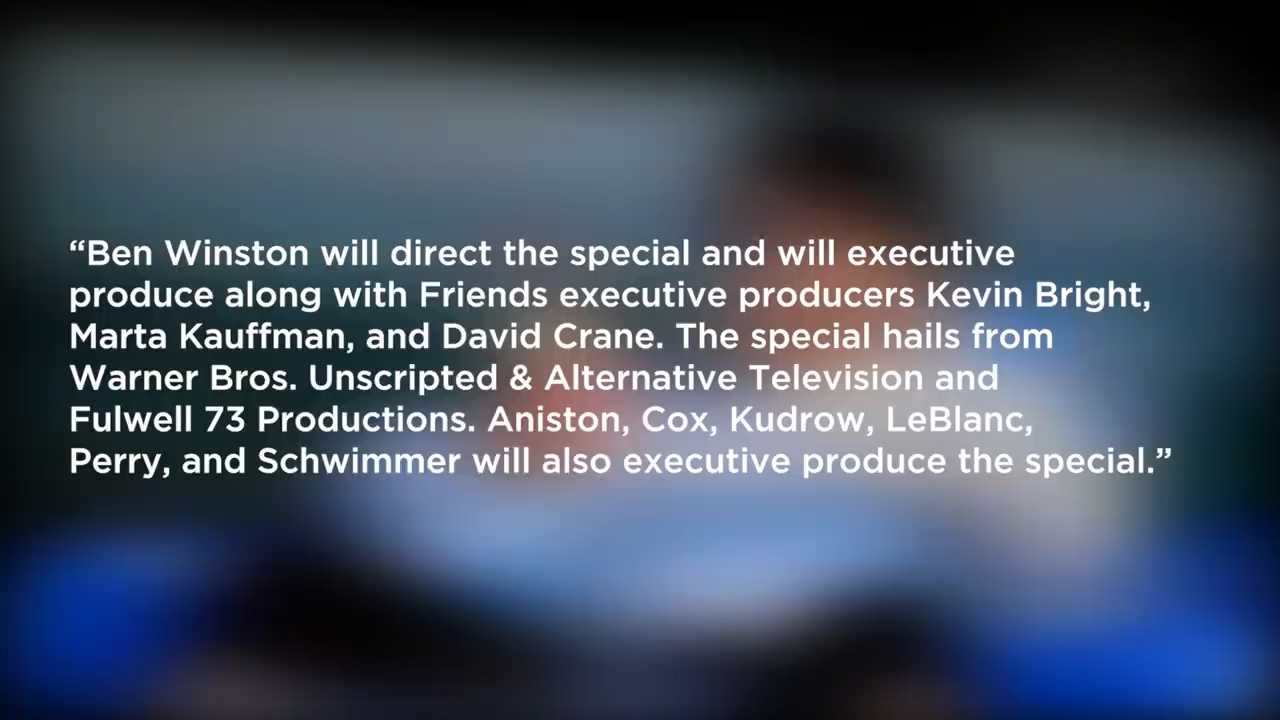 “Ben Winston will direct the special and will executive
produce along with Friends executive producers Kevin Bright,
Marta Kauffman, and David Crane. The special hails from
Warner Bros. Unscripted & Alternative Television and
Fulwell 73 Productions. Aniston, Cox, Kudrow, LeBlanc,
Perry, and Schwimmer will also executive produce the special.”